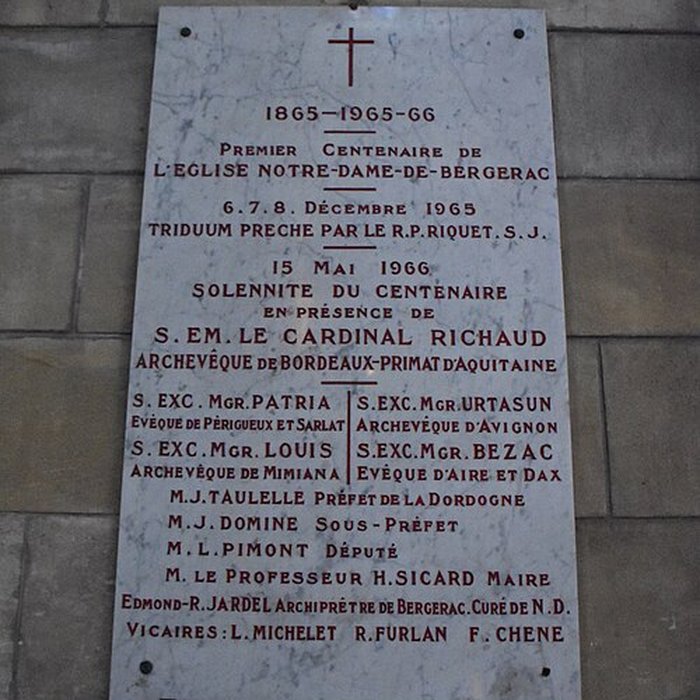 1865-1965-66
PREMIER CENTENAIRE DE
L'EGLISE NOTRE-DAME-DE-BERGERAC
6.7.8. DÉCEMBRE 1965
TRIDUUM PRECHE PAR LE R.P. RIQUET. S.J.
15 MAI 1966
SOLENNITE DU CENTENAIRE
EN PRÉSENCE DE
S. EM. LE CARDINAL RICHAUD
ARCHEVÊQUE DE BORDEAUX-PRIMAT D'AQUITAINE
S. EXC. MGR. PATRIA
EVÊQUE DE PÉRIGUEUX ET SARLAT
S. EXC. MGR. LOUIS
ARCHEVÊQUE DE MIMIANA
S. EXC. MGR. URTASUN
ARCHEVÊQUE D'AVIGNON
S. EXC. MGR. BEZAC
EVÊQUE D'AIRE ET DAX
M. J. TAULELLE PRÉFET DE LA DORDOGNE
M. J. DOMINE SOUS-PRÉFET
M. L. PIMONT DÉPUTÉ
M. LE PROFESSEUR H. SICARD MAIRE
EDMOND-R. JARDEL ARCHIPRÊTRE DE BERGERAC. CURÉ DE N.D.
VICAIRES: L. MICHELET R. FURLAN F. CHENE